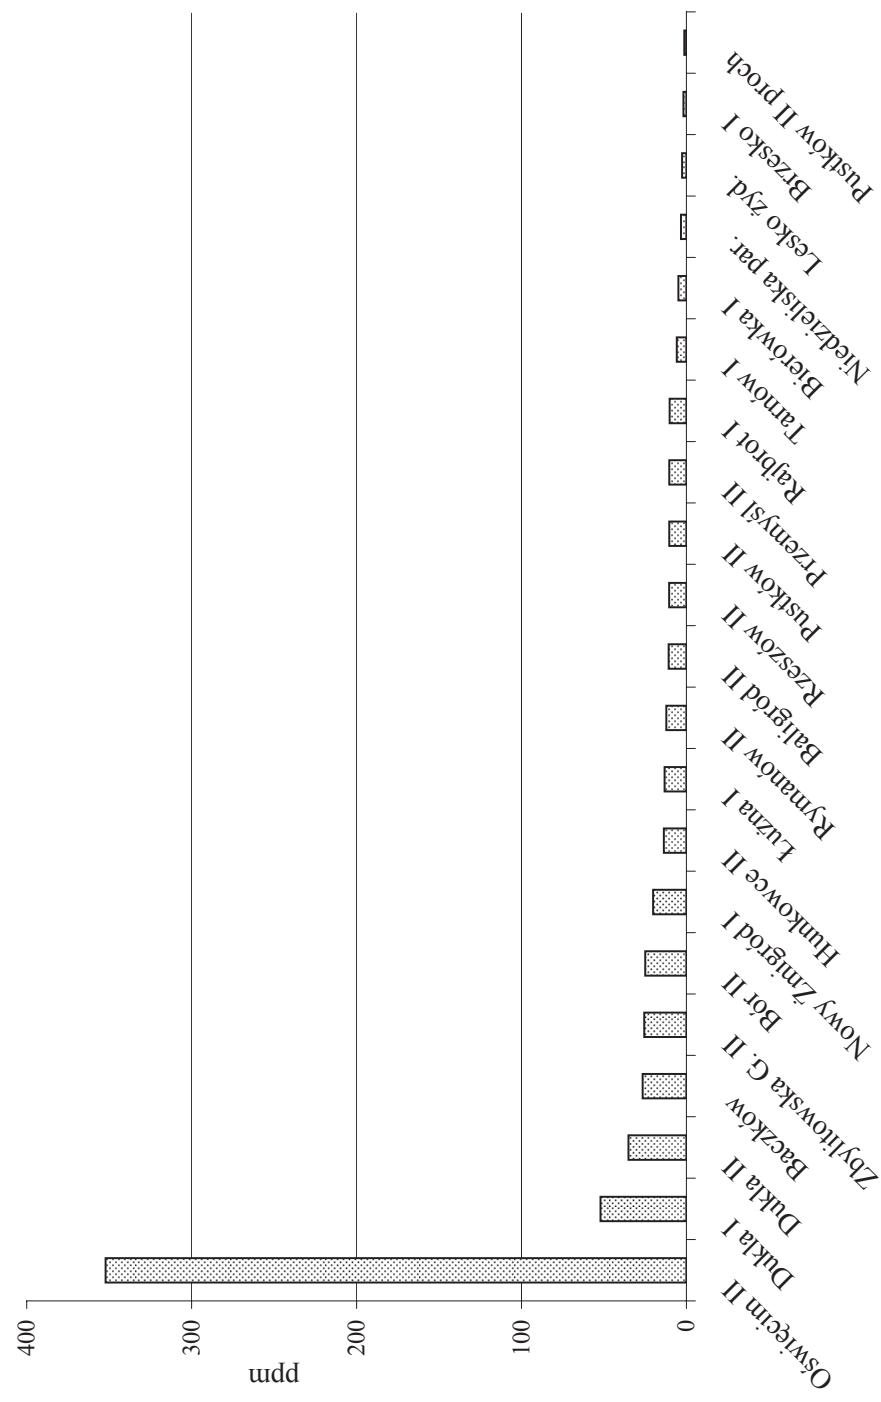 ppm
400
300
200
100
0
Oświęcim II
Dukla I
Dukla II
Baczków
Zbylitowska G. II
Bór II
Nowy Żmigród I
Hunkowce II
Łużna I
Rymanów II
Baligród II
Rzeszów II
Pustków II
Przemyśl II
Rajbrot I
Tarnów I
Bierówka I
Niedzieliska par.
Lesko żyd.
Brzesko I
Pustków II proch